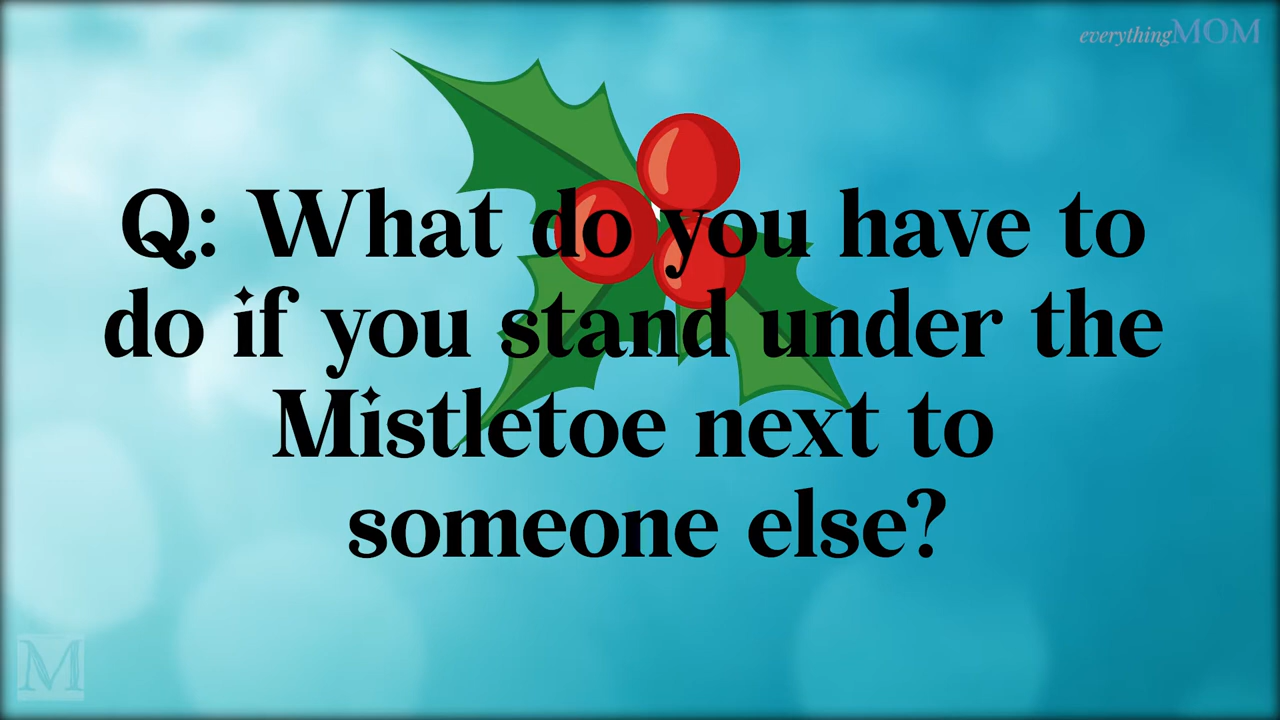 everythingMOM
Q: What do you have to
do if you stand under the
Mistletoe next to
someone else?
M